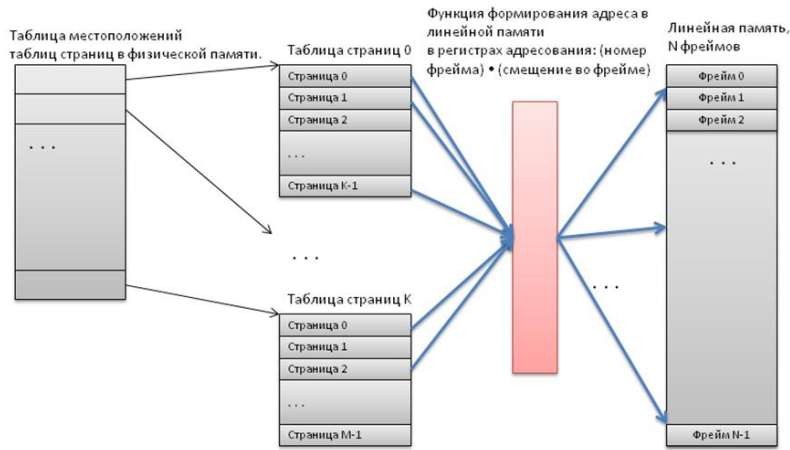 Таблица местоположений
таблиц страниц в физической памяти.
. . .
Таблица страниц 0
Страница 0
Страница 1
Страница 2
. . .
Страница K-1
. . .
Таблица страниц K
Страница 0
Страница 1
Страница 2
. . .
Страница M-1
Функция формирования адреса в
линейной памяти
в регистрах адресования: (номер
фрейма) • (смещение во фрейме)
. . .
Линейная память,
N фреймов
Фрейм 0
Фрейм 1
Фрейм 2
. . .
Фрейм N-1